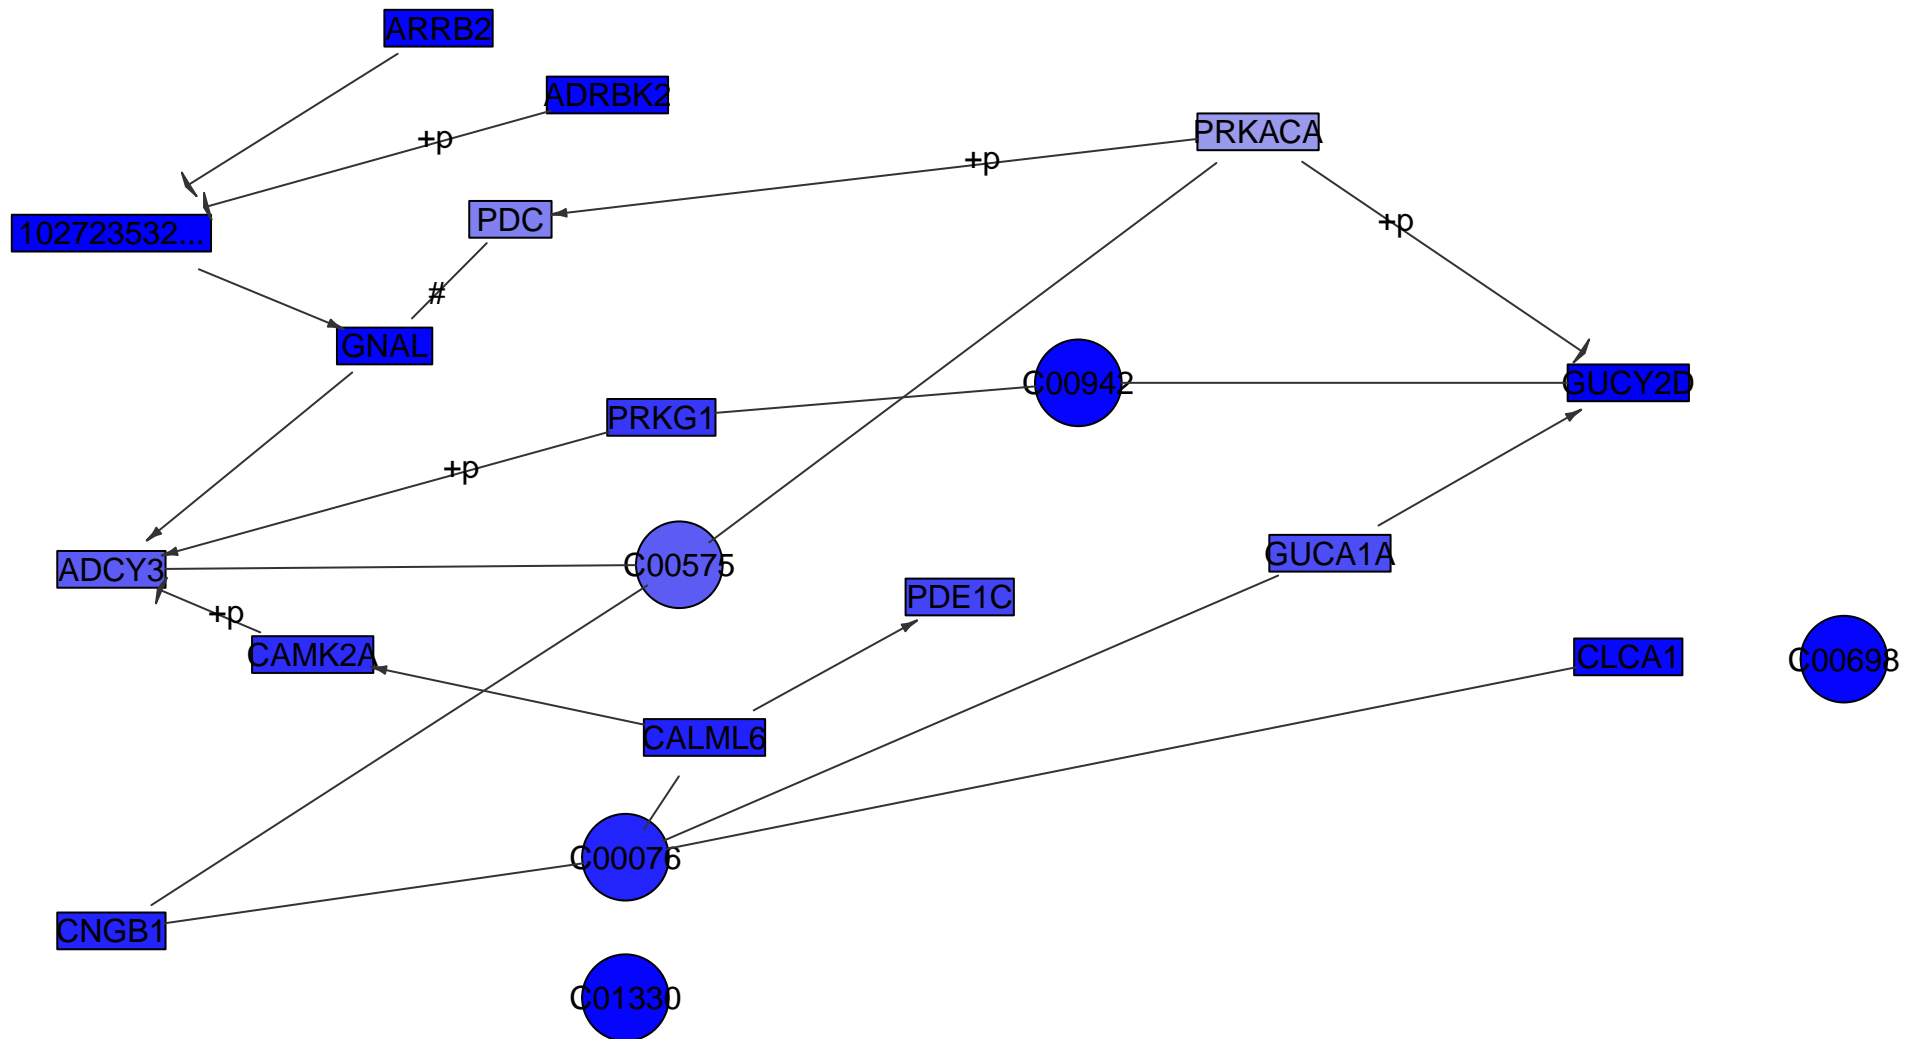 ARRB2
ADRBK2
+p
PRKACA
+p
PDC
+p
102723532...
#
GNAL
C00942
GUCY2D
PRKG1
+p
GUCA1A
ADCY3
C00575
PDE1C
+p
CAMK2A
CLCA1
C00698
CALML6
C00076
CNGB1
C01330